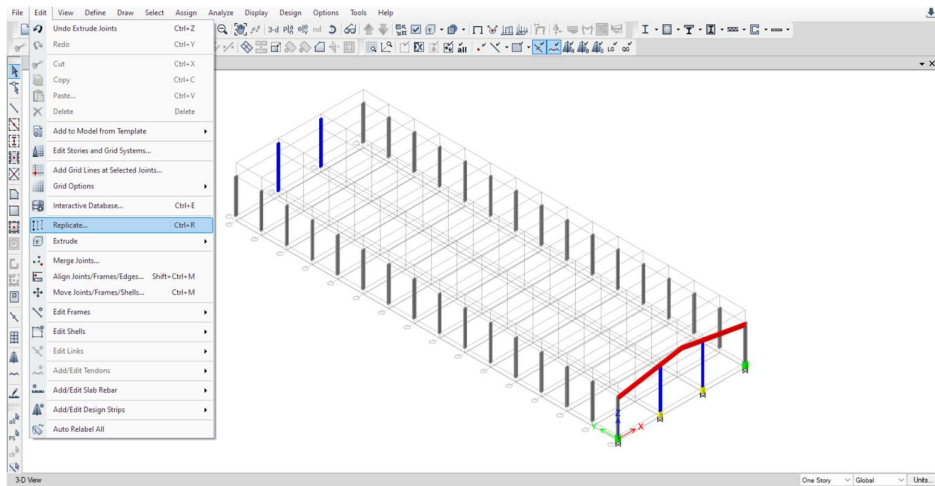 File Edit View Define Draw Select Assign Analyze Display Design Options Tools Help
Undo Extrude Joints Ctrl+Z
Redo Ctrl+Y
Cut Ctrl+X
Copy Ctrl+C
Paste... Ctrl+V
Delete Delete
Add to Model from Template
Edit Stories and Grid Systems...
Add Grid Lines at Selected Joints...
Grid Options
Interactive Database... Ctrl+E
Replicate... Ctrl+R
Extrude
Merge Joints...
Align Joints/Frames/Edges... Shift+Ctrl+M
Move Joints/Frames/Shells... Ctrl+M
Edit Frames
Edit Shells
Edit Links
Add/Edit Tendons
Add/Edit Slab Rebar
Add/Edit Design Strips
Auto Relabel All
3-d
nd
all
PS
Z
Y
X
3-D View
One Story Global Units...